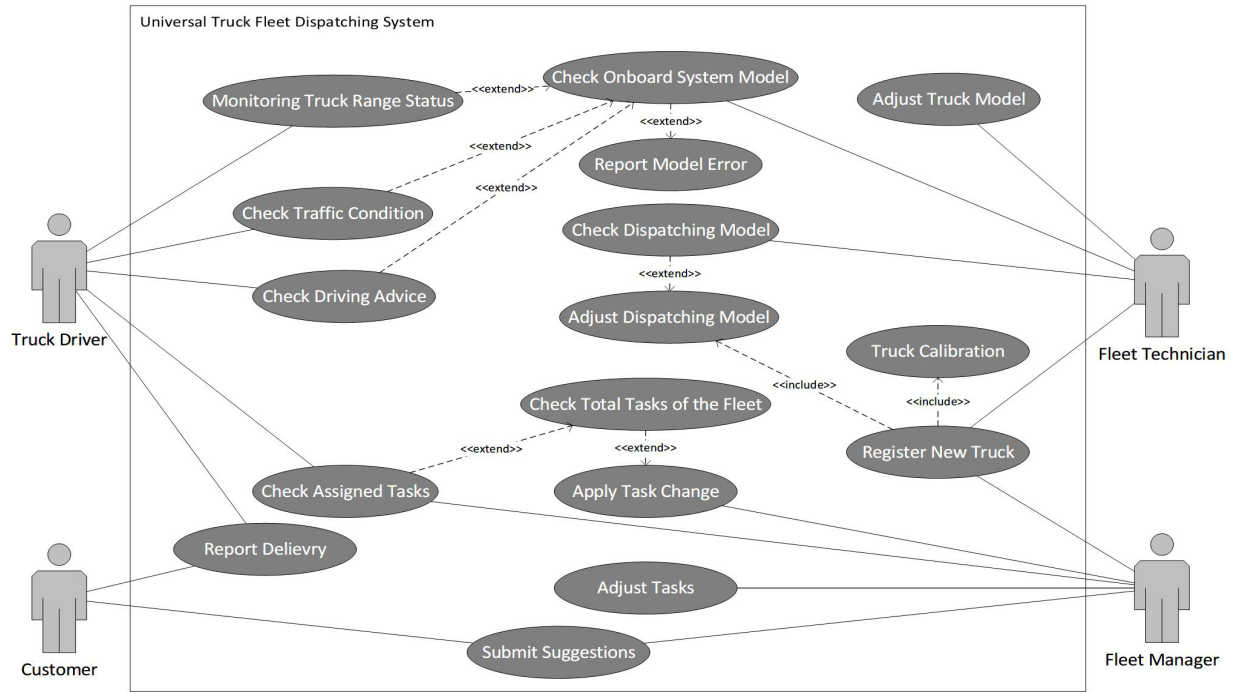 Universal Truck Fleet Dispatching System
Check Onboard System Model
Monitoring Truck Range Status
<<extend>>
Adjust Truck Model
<<extend>>
<<extend>>
Report Model Error
<<extend>>
Check Traffic Condition
Check Dispatching Model
<<extend>>
Check Driving Advice
Adjust Dispatching Model
Truck Driver
Truck Calibration
Fleet Technician
<<include>>
<<include>>
Check Total Tasks of the Fleet
<<extend>>
<<extend>>
Register New Truck
Check Assigned Tasks
Apply Task Change
Report Delievry
Adjust Tasks
Submit Suggestions
Customer
Fleet Manager